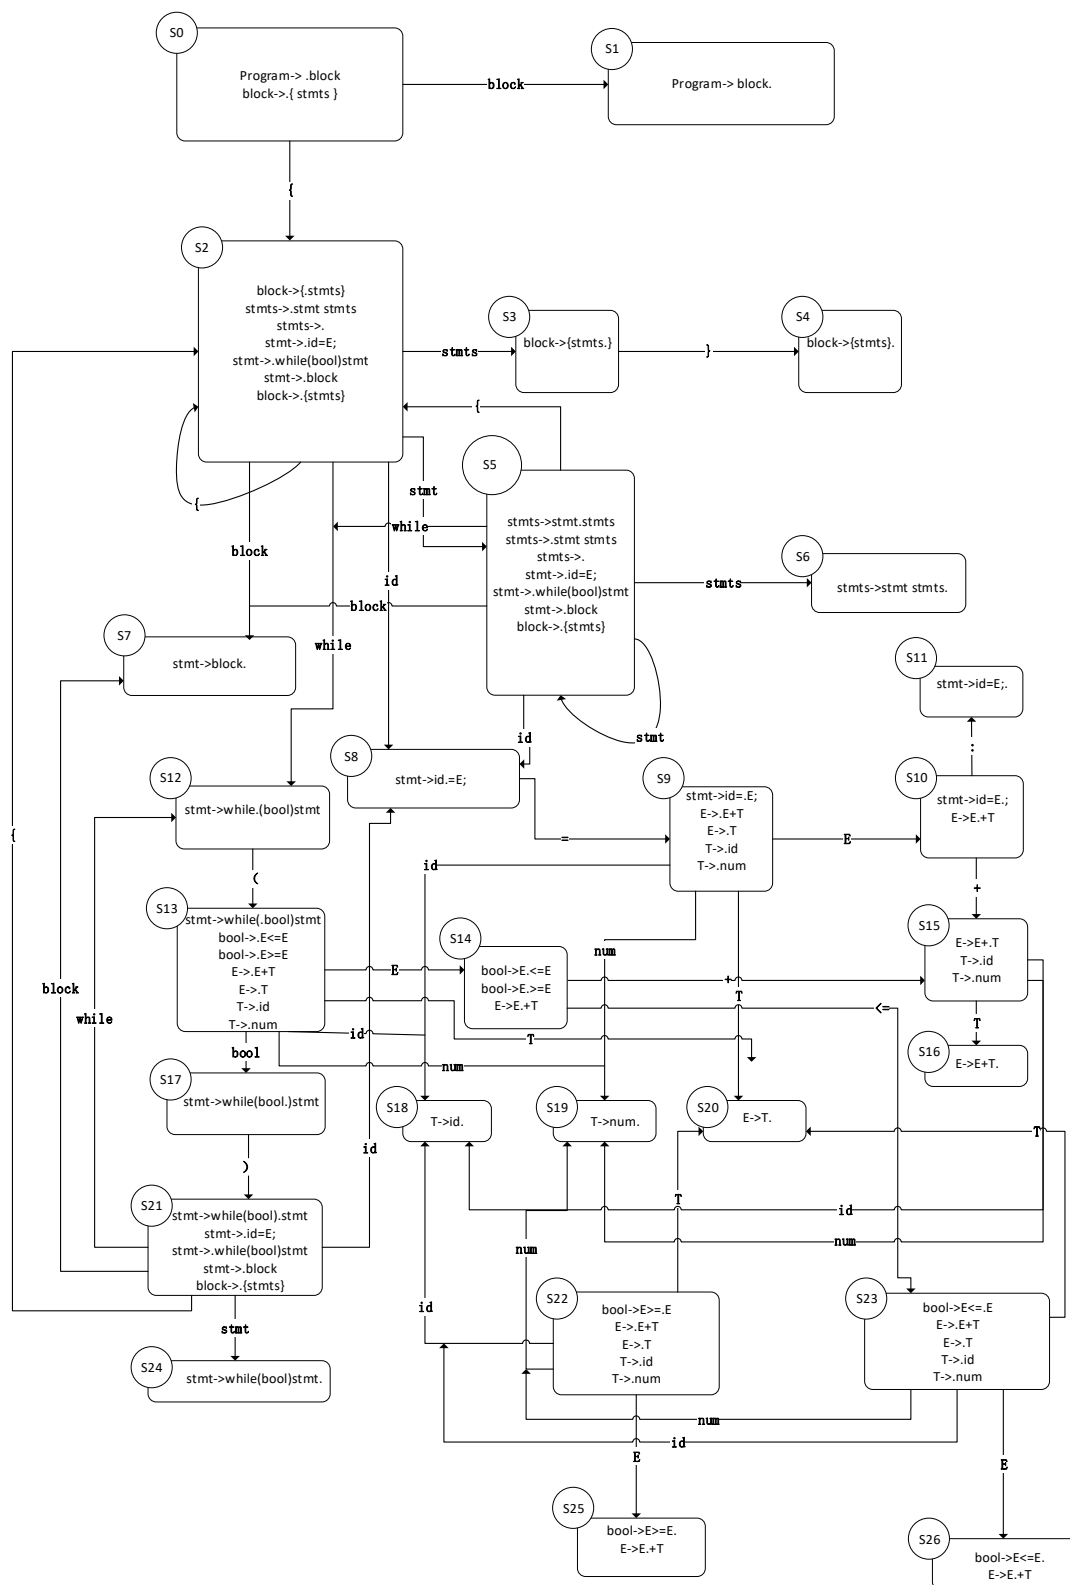 S0
Program-> .block
block->.{ stmts }
block
S1
Program-> block.
{
S2
block->{.stmts}
stmts->.stmt stmts
stmts->.
stmt->.id=E;
stmt->.while(bool)stmt
stmt->.block
block->.{stmts}
stmts
S3
block->{stmts.}
}
S4
block->{stmts}.
{
{
stmt
S5
stmts->stmt.stmts
stmts->.stmt stmts
stmts->.
stmt->.id=E;
stmt->.while(bool)stmt
stmt->.block
block->.{stmts}
while
block
id
block
while
stmts
S6
stmts->stmt stmts.
S7
stmt->block.
id
stmt
S8
stmt->id.=E;
=
S9
stmt->id=.E;
E->.E+T
E->.T
T->.id
T->.num
E
S10
stmt->id=E.;
E->E.+T
S11
stmt->id=E;.
;
+
S12
stmt->while.(bool)stmt
{
(
S13
stmt->while(.bool)stmt
bool->.E<=E
bool->.E>=E
E->.E+T
E->.T
T->.id
T->.num
id
num
T
E
S14
bool->E.<=E
bool->E.>=E
E->E.+T
+
<=
S15
E->E+.T
T->.id
T->.num
T
S16
E->E+T.
block
while
id
T
num
bool
S17
stmt->while(bool.)stmt
S18
T->id.
S19
T->num.
S20
E->T.
T
)
id
S21
stmt->while(bool).stmt
stmt->.id=E;
stmt->.while(bool)stmt
stmt->.block
block->.{stmts}
T
id
num
num
id
S22
bool->E>=.E
E->.E+T
E->.T
T->.id
T->.num
S23
bool->E<=.E
E->.E+T
E->.T
T->.id
T->.num
stmt
S24
stmt->while(bool)stmt.
num
id
E
E
S25
bool->E>=E.
E->E.+T
S26
bool->E<=E.
E->E.+T